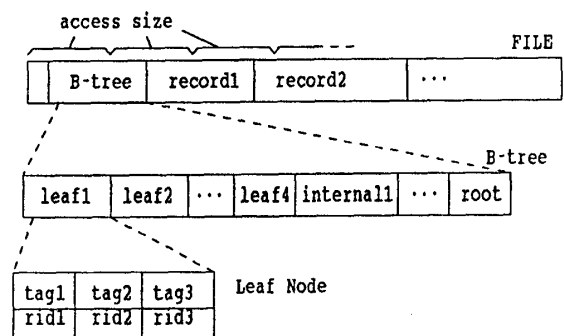 access size
FILE
B-tree record1 record2 ...
B-tree
leaf1 leaf2 ... leaf4 internal1 ... root
tag1 tag2 tag3 Leaf Node
rid1 rid2 rid3